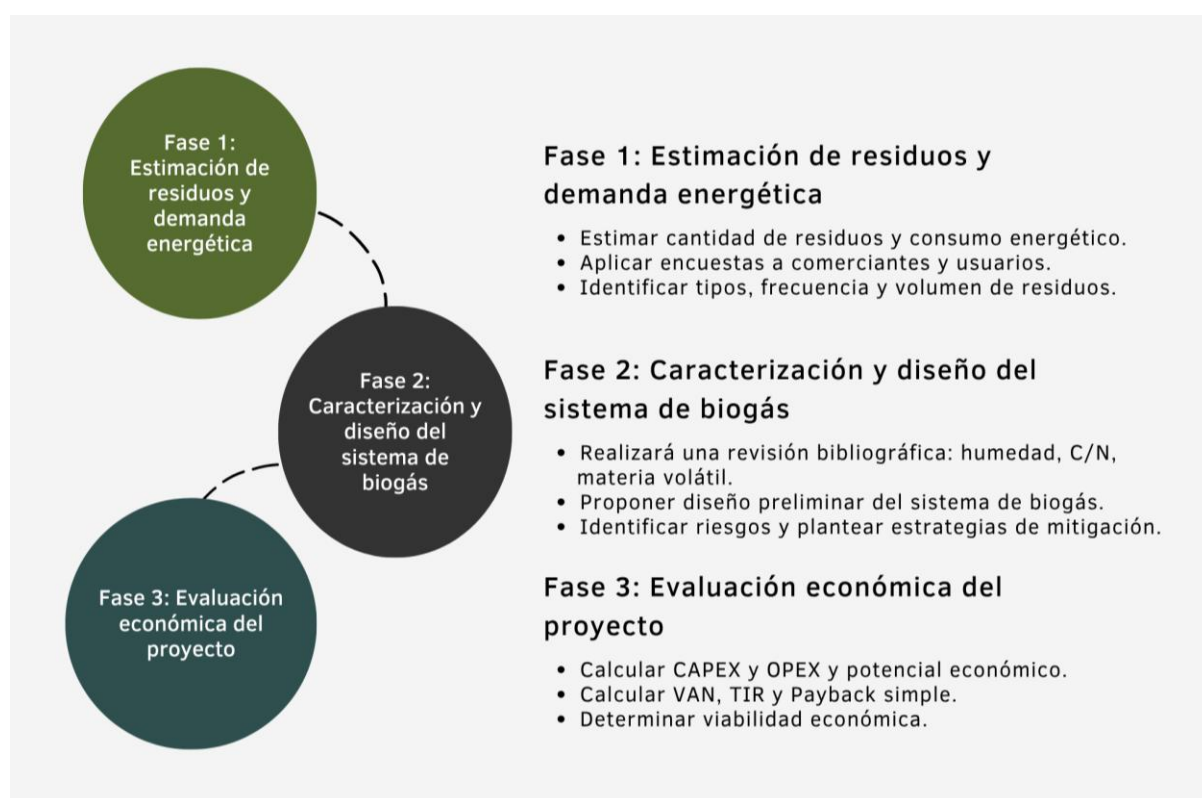 Fase 1:
Estimación de
residuos y
demanda
energética
Fase 2:
Caracterización y
diseño del
sistema de
biogás
Fase 3: Evaluación
económica del
proyecto
Fase 1: Estimación de residuos y
demanda energética
• Estimar cantidad de residuos y consumo energético.
• Aplicar encuestas a comerciantes y usuarios.
• Identificar tipos, frecuencia y volumen de residuos.
Fase 2: Caracterización y diseño del
sistema de biogás
• Realizará una revisión bibliográfica: humedad, C/N,
materia volátil.
• Proponer diseño preliminar del sistema de biogás.
• Identificar riesgos y plantear estrategias de mitigación.
Fase 3: Evaluación económica del
proyecto
• Calcular CAPEX y OPEX y potencial económico.
• Calcular VAN, TIR y Payback simple.
• Determinar viabilidad económica.